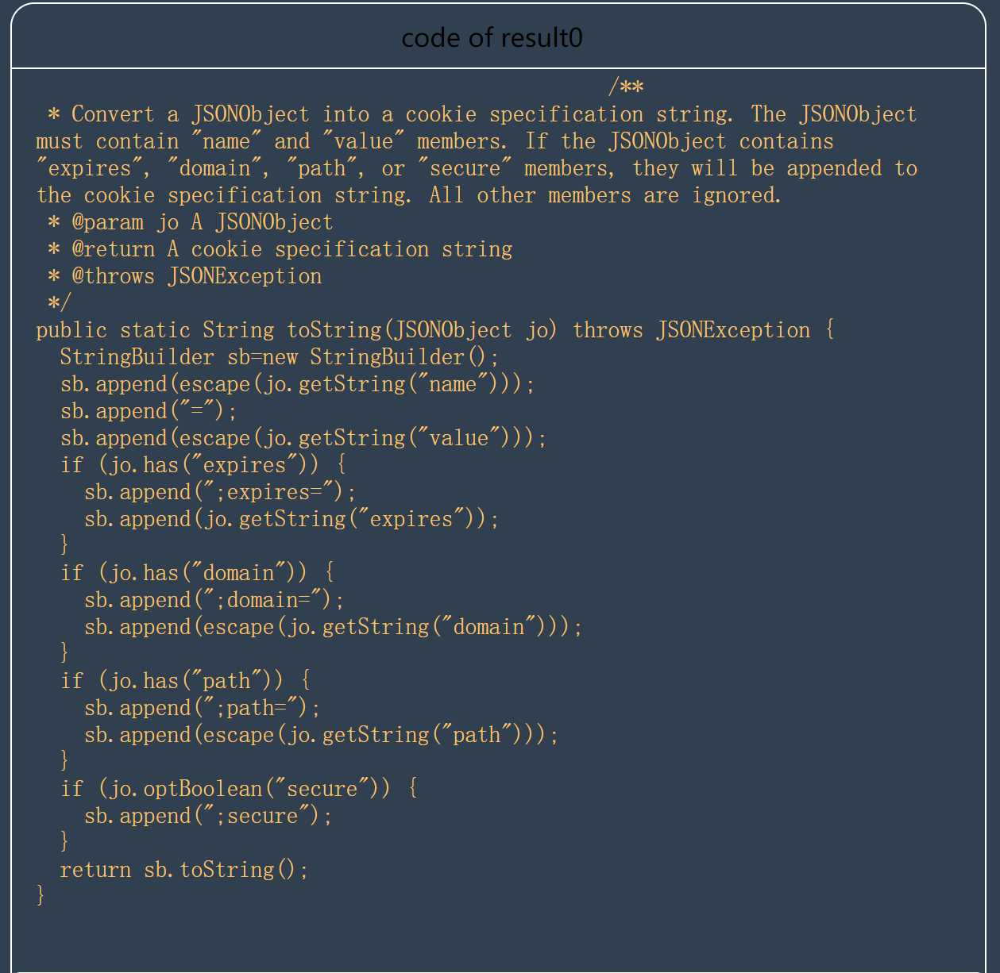 code of result0
/**
 * Convert a JSONObject into a cookie specification string. The JSONObject
must contain "name" and "value" members. If the JSONObject contains
"expires", "domain", "path", or "secure" members, they will be appended to
the cookie specification string. All other members are ignored.
 * @param jo A JSONObject
 * @return A cookie specification string
 * @throws JSONException
 */
public static String toString(JSONObject jo) throws JSONException {
  StringBuilder sb=new StringBuilder();
  sb.append(escape(jo.getString("name")));
  sb.append("=");
  sb.append(escape(jo.getString("value")));
  if (jo.has("expires")) {
    sb.append(";expires=");
    sb.append(jo.getString("expires"));
  }
  if (jo.has("domain")) {
    sb.append(";domain=");
    sb.append(escape(jo.getString("domain")));
  }
  if (jo.has("path")) {
    sb.append(";path=");
    sb.append(escape(jo.getString("path")));
  }
  if (jo.optBoolean("secure")) {
    sb.append(";secure");
  }
  return sb.toString();
}